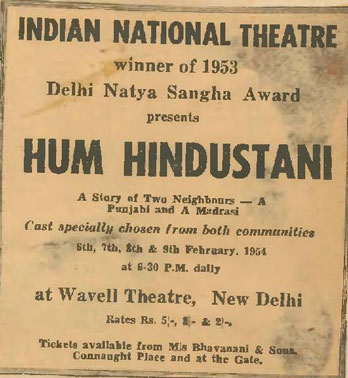 INDIAN NATIONAL THEATRE
winner of 1953
Delhi Natya Sangha Award
presents
HUM HINDUSTANI
A Story of Two Neighbours — A
Punjabi and A Madrasi
Cast specially chosen from both communities
6th, 7th, 8th & 9th February, 1954
at 6-30 P.M. daily
at Wavell Theatre, New Delhi
Rates Rs. 5/-, & 2/-,
Tickets available from M/s Bhavanani & Sons,
Connaught Place and at the Gate.